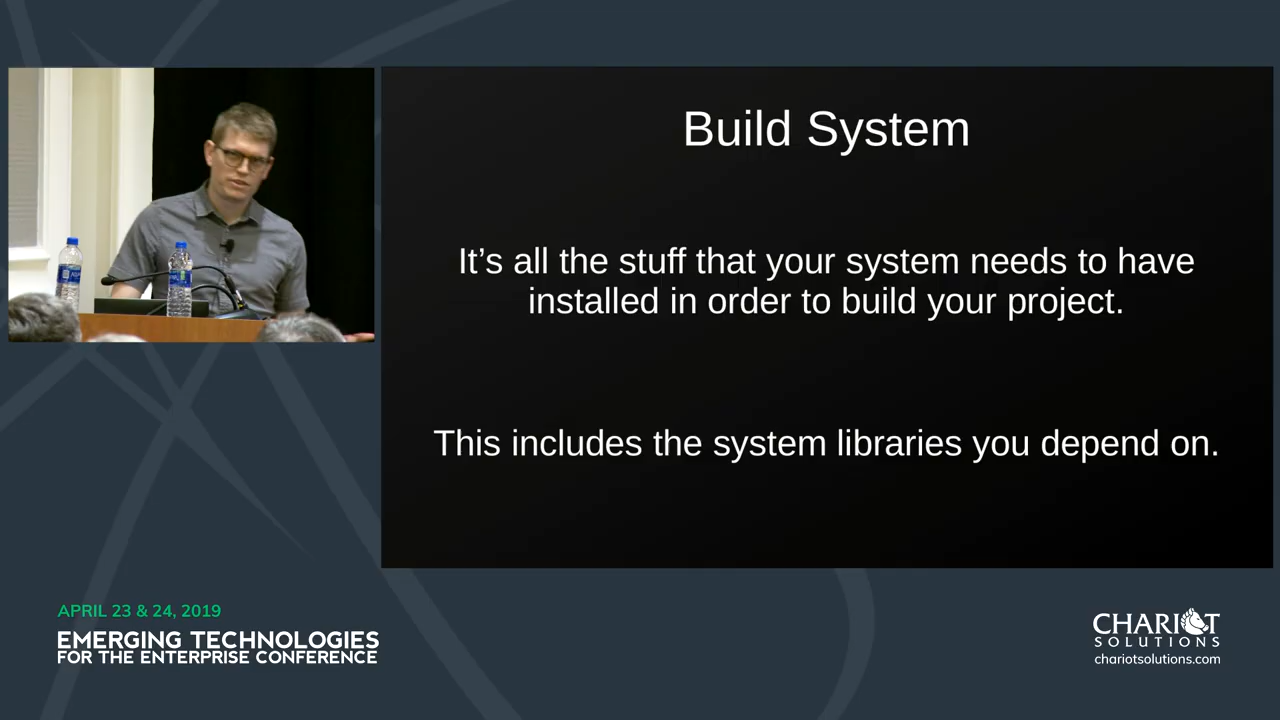 Build System
It’s all the stuff that your system needs to have
installed in order to build your project.
This includes the system libraries you depend on.
APRIL 23 & 24, 2019
EMERGING TECHNOLOGIES
FOR THE ENTERPRISE CONFERENCE
CHARIOT
SOLUTIONS
chariotsolutions.com